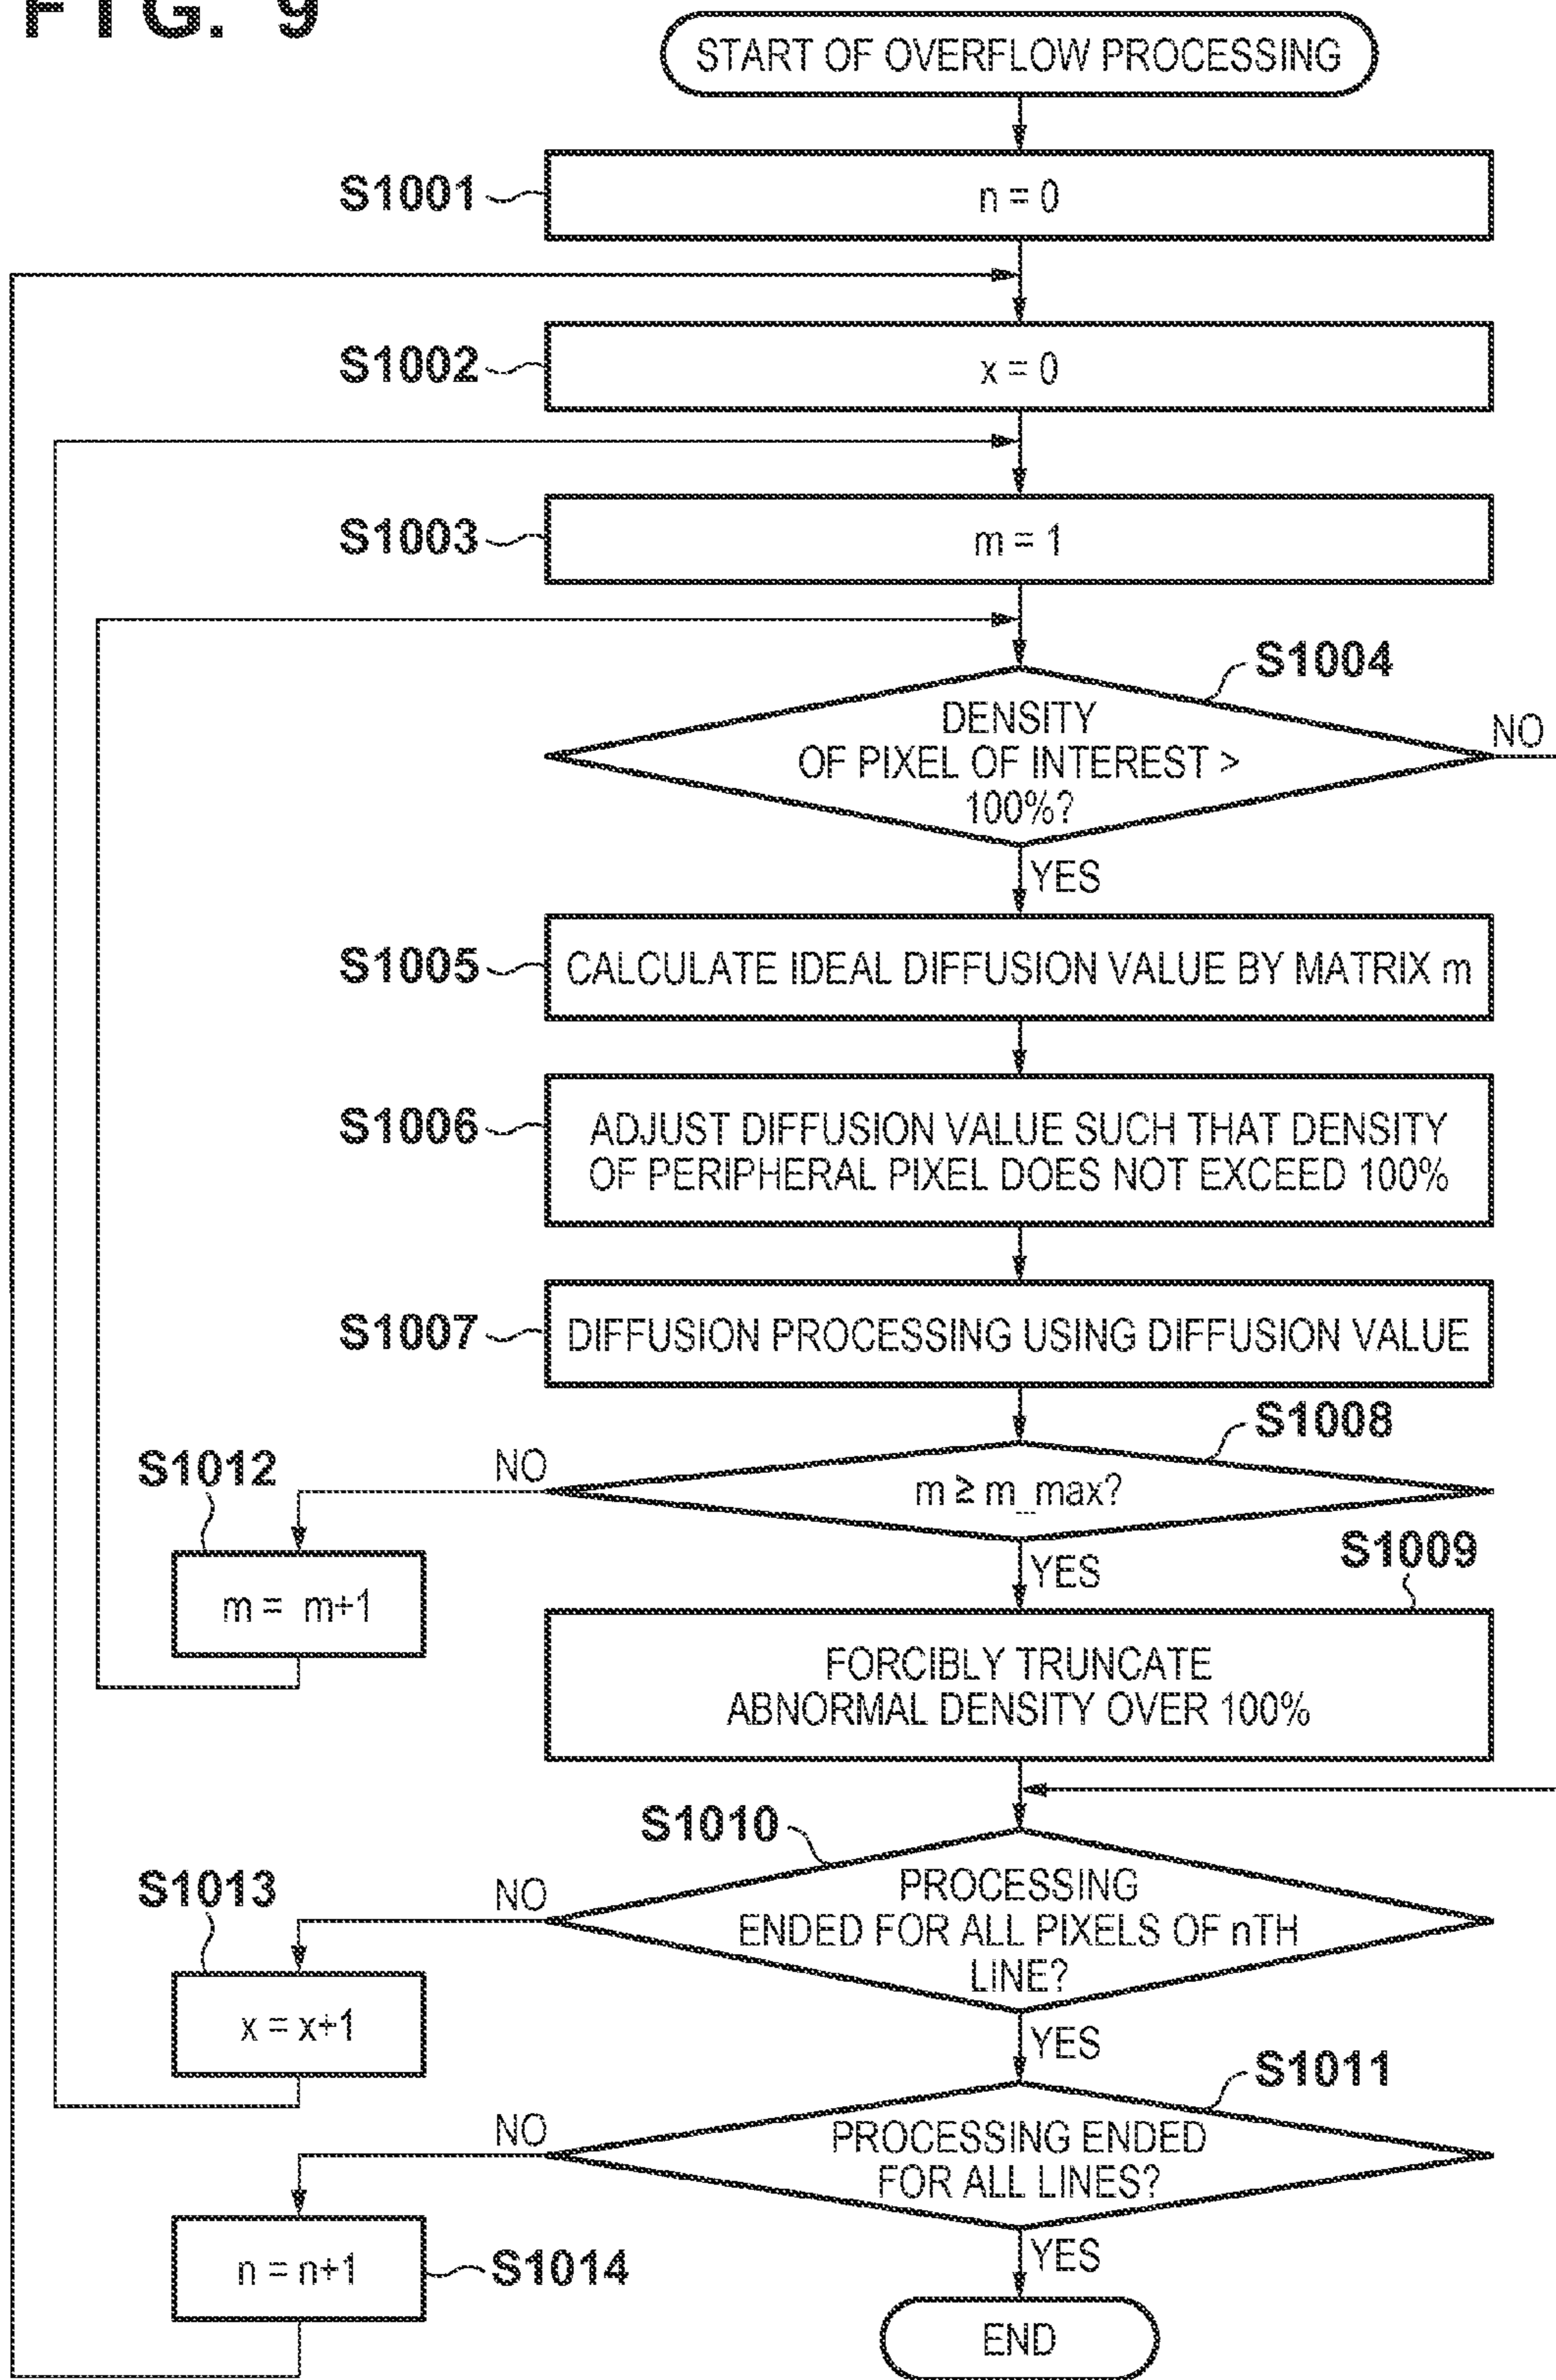 FIG. 9
START OF OVERFLOW PROCESSING
S1001
n = 0
S1002
x = 0
S1003
m = 1
S1004
DENSITY
OF PIXEL OF INTEREST >
100%?
NO
YES
S1005
CALCULATE IDEAL DIFFUSION VALUE BY MATRIX m
S1006
ADJUST DIFFUSION VALUE SUCH THAT DENSITY
OF PERIPHERAL PIXEL DOES NOT EXCEED 100%
S1007
DIFFUSION PROCESSING USING DIFFUSION VALUE
S1008
m ≥ m_max?
NO
S1012
m = m+1
YES
S1009
FORCIBLY TRUNCATE
ABNORMAL DENSITY OVER 100%
S1010
PROCESSING
ENDED FOR ALL PIXELS OF nTH
LINE?
NO
S1013
x = x+1
YES
S1011
PROCESSING ENDED
FOR ALL LINES?
NO
n = n+1
S1014
YES
END